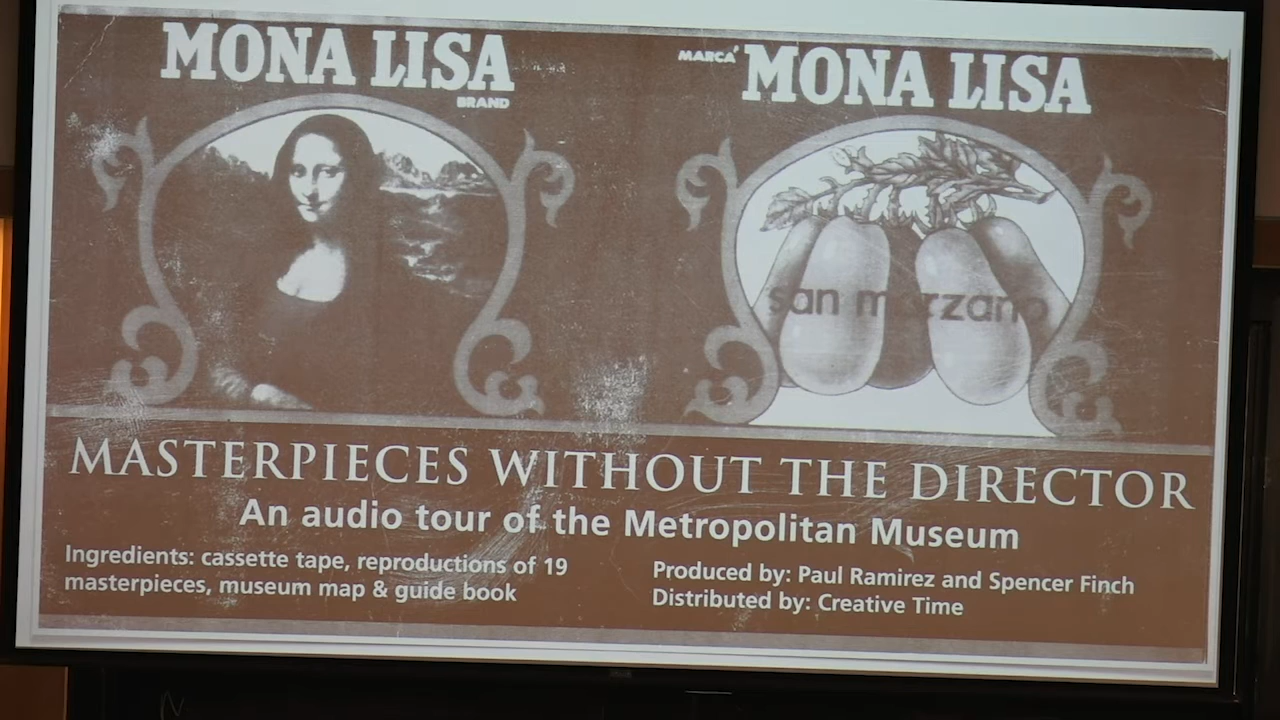 MONA LISA
BRAND
MARCA MONA LISA
san marzano
MASTERPIECES WITHOUT THE DIRECTOR
An audio tour of the Metropolitan Museum
Ingredients: cassette tape, reproductions of 19
masterpieces, museum map & guide book
Produced by: Paul Ramirez and Spencer Finch
Distributed by: Creative Time